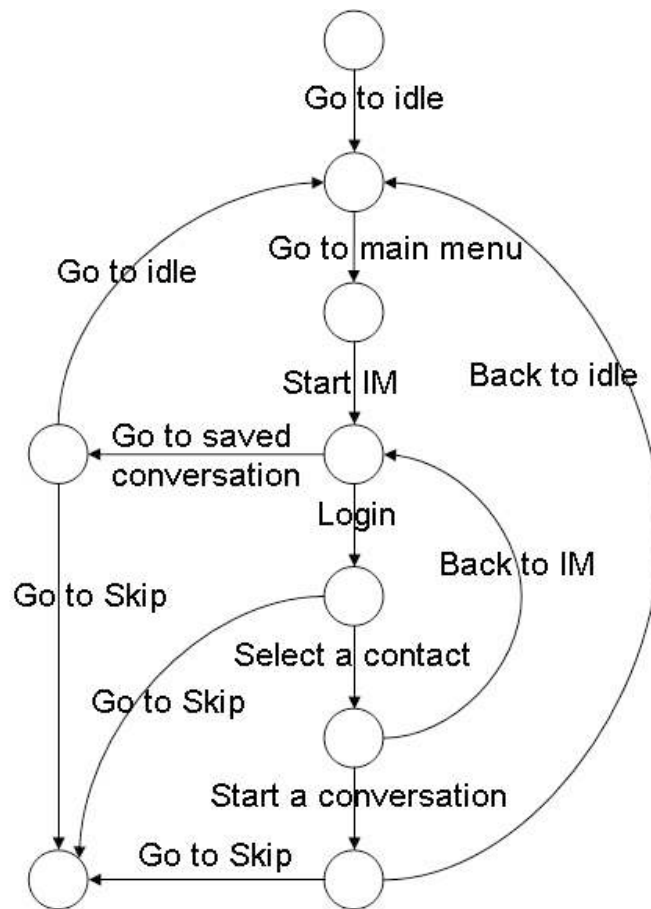 Go to idle
Go to main menu
Go to idle
Start IM
Back to idle
Go to saved
conversation
Login
Back to IM
Go to Skip
Select a contact
Go to Skip
Start a conversation
Go to Skip